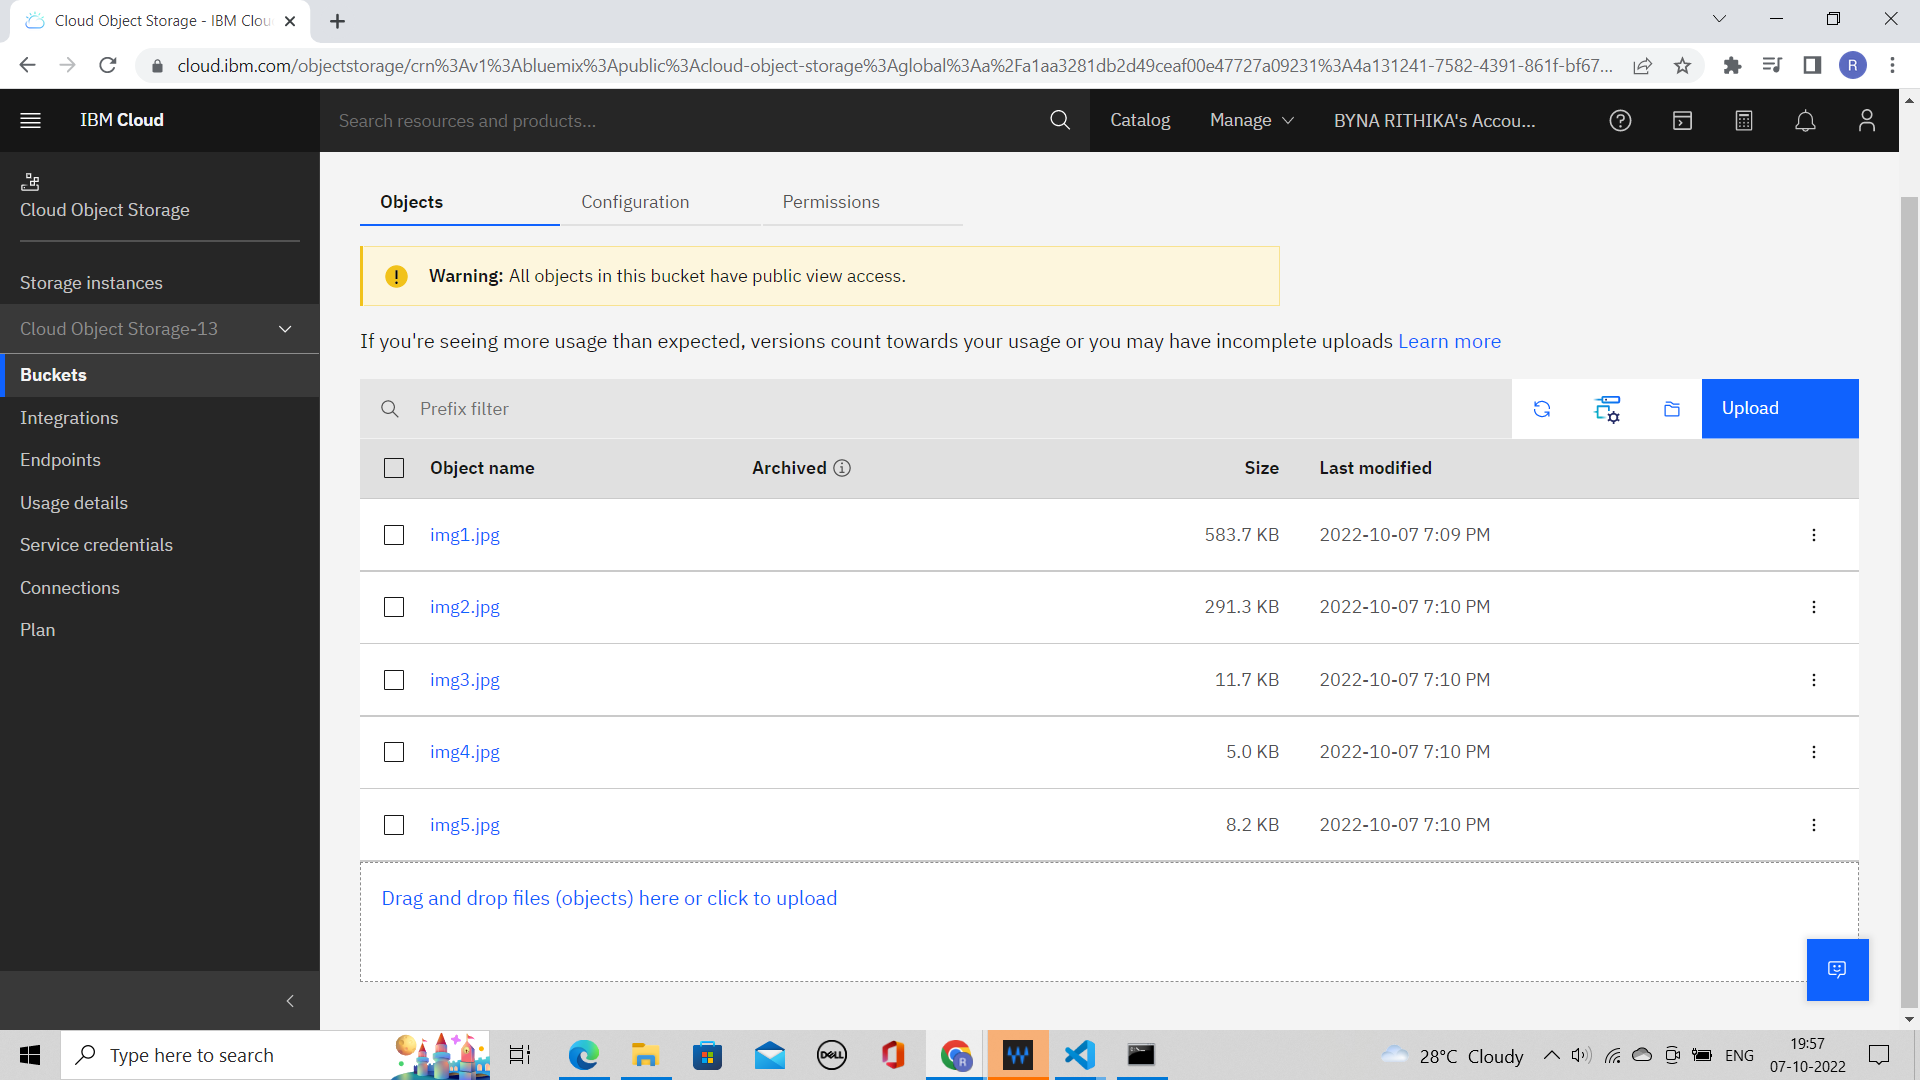 Cloud Object Storage - IBM Clou
cloud.ibm.com/objectstorage/crn%3Av1%3Abluemix%3Apublic%3Acloud-object-storage%3Aglobal%3Aa%2Fa1aa3281db2d49ceaf00e47727a09231%3A4a131241-7582-4391-861f-bf67...
R
IBM Cloud
Search resources and products...
Catalog
Manage
BYNA RITHIKA's Accou...
Cloud Object Storage
Storage instances
Cloud Object Storage-13
Buckets
Integrations
Endpoints
Usage details
Service credentials
Connections
Plan
Objects
Configuration
Permissions
Warning: All objects in this bucket have public view access.
If you're seeing more usage than expected, versions count towards your usage or you may have incomplete uploads Learn more
Prefix filter
Upload
Object name Archived Size Last modified
img1.jpg 583.7 KB 2022-10-07 7:09 PM
img2.jpg 291.3 KB 2022-10-07 7:10 PM
img3.jpg 11.7 KB 2022-10-07 7:10 PM
img4.jpg 5.0 KB 2022-10-07 7:10 PM
img5.jpg 8.2 KB 2022-10-07 7:10 PM
Drag and drop files (objects) here or click to upload
Type here to search
DELL
R
28°C Cloudy
ENG
19:57
07-10-2022